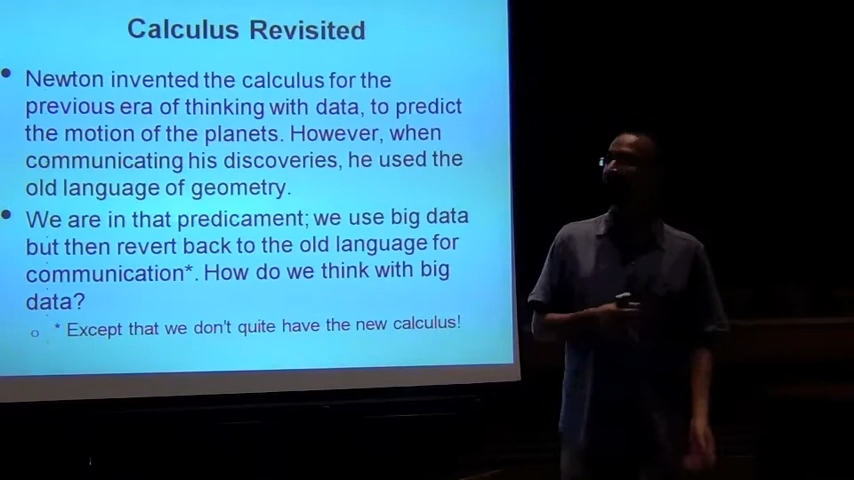 Calculus Revisited
• Newton invented the calculus for the
previous era of thinking with data, to predict
the motion of the planets. However, when
communicating his discoveries, he used the
old language of geometry.
• We are in that predicament; we use big data
but then revert back to the old language for
communication*. How do we think with big
data?
o * Except that we don't quite have the new calculus!